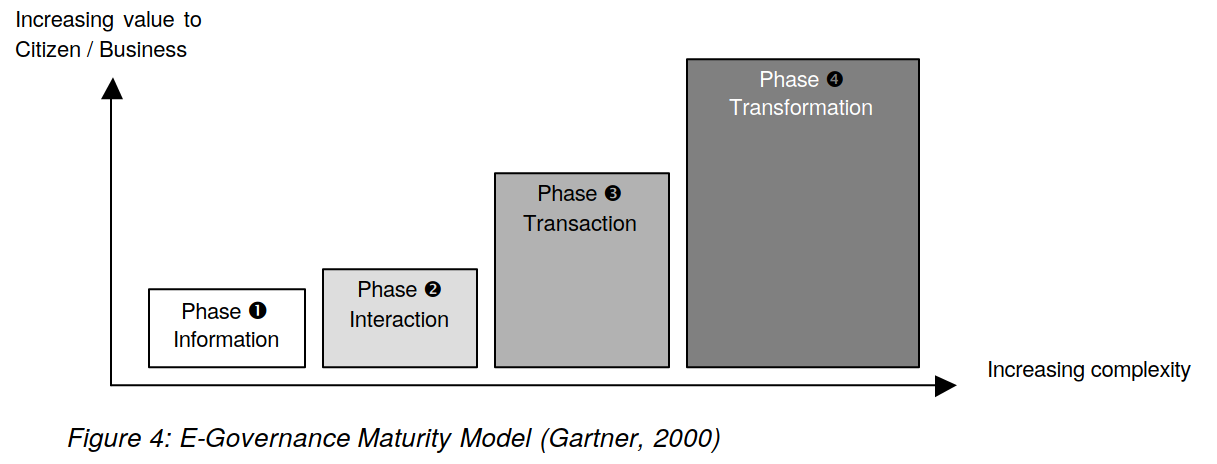 Increasing value to
Citizen / Business
Phase ❹
Transformation
Phase ❸
Transaction
Phase ❷
Interaction
Phase ❶
Information
Increasing complexity
Figure 4: E-Governance Maturity Model (Gartner, 2000)